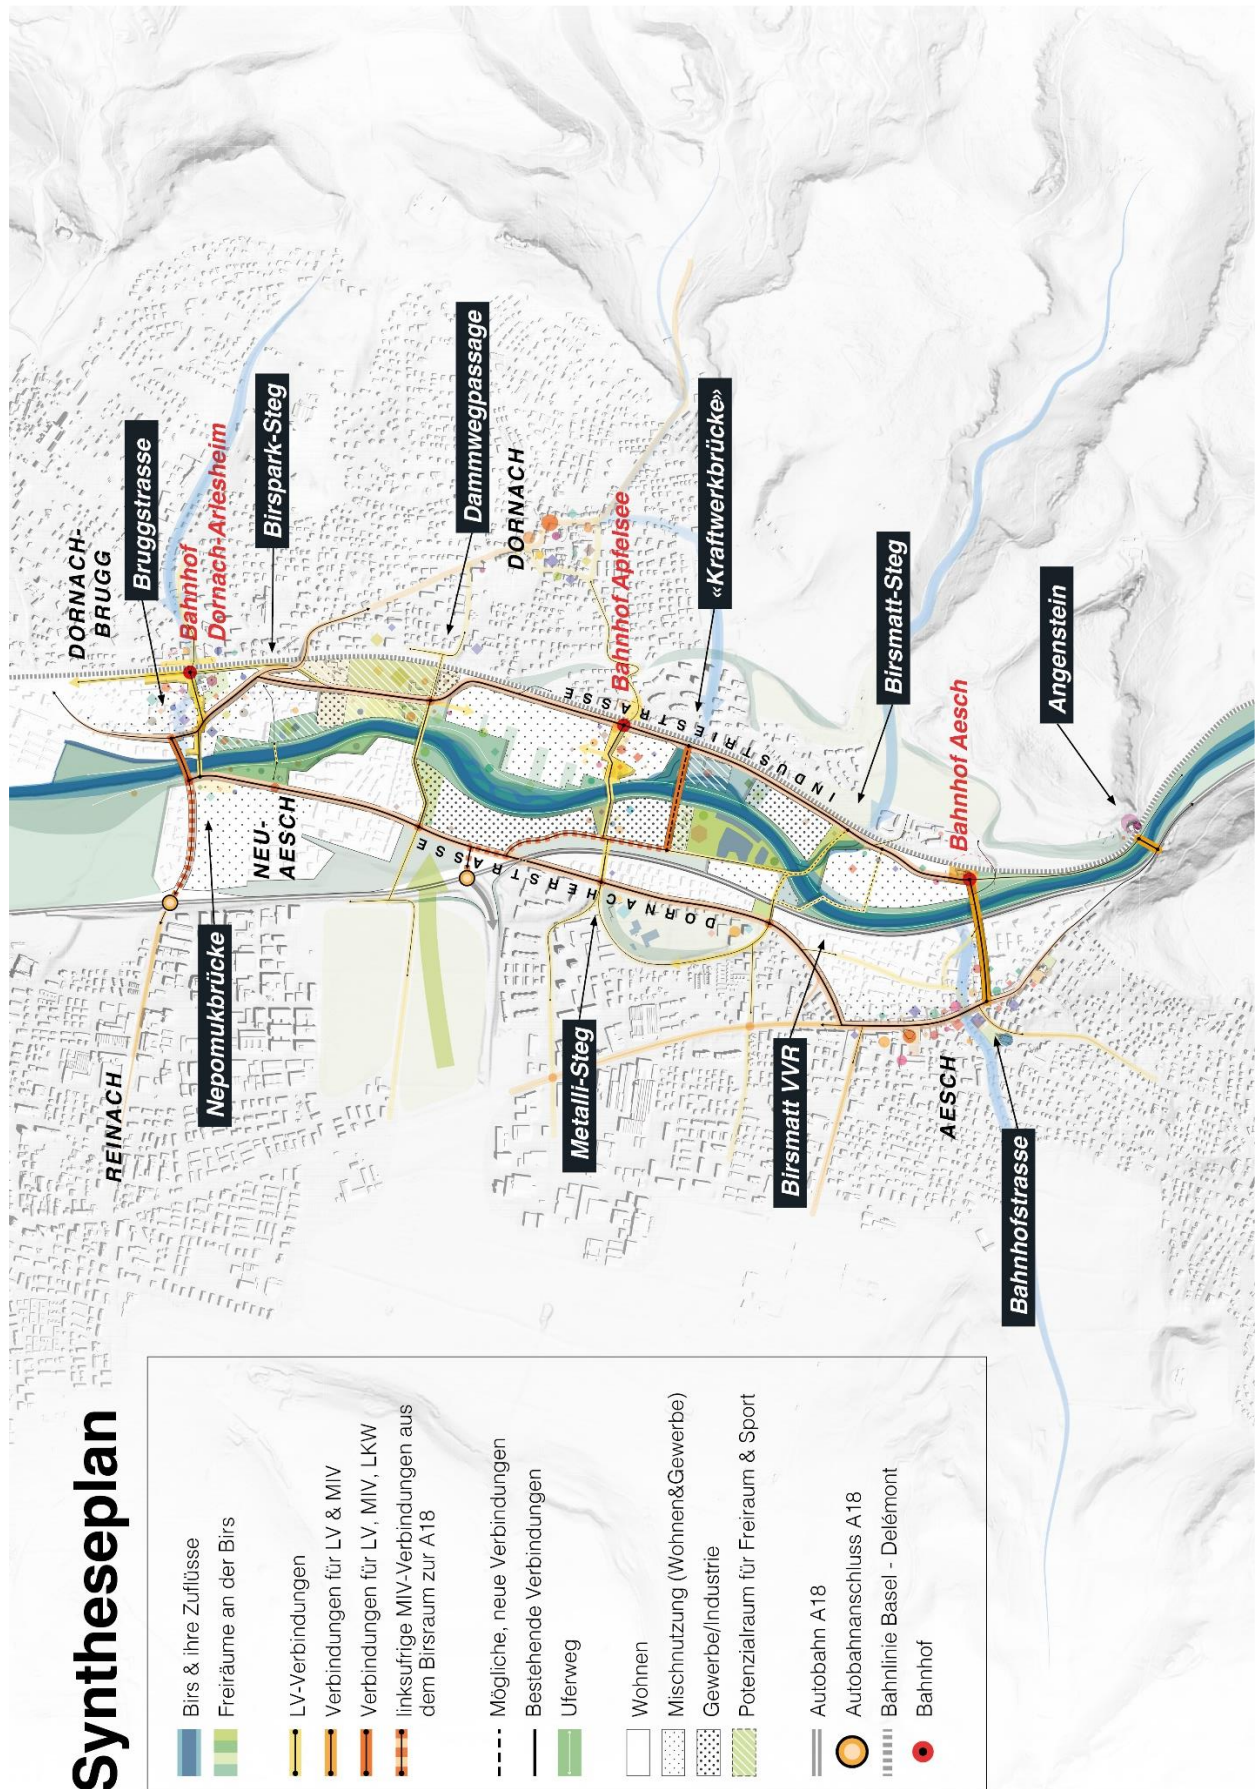 Syntheseplan
Birs & ihre Zuflüsse
Freiräume an der Birs
LV-Verbindungen
Verbindungen für LV & MIV
Verbindungen für LV, MIV, LKW
linksufrige MIV-Verbindungen aus
dem Birsraum zur A18
Mögliche, neue Verbindungen
Bestehende Verbindungen
Uferweg
Wohnen
Mischnutzung (Wohnen&Gewerbe)
Gewerbe/Industrie
Potenzialraum für Freiraum & Sport
Autobahn A18
Autobahnanschluss A18
Bahnlinie Basel - Delémont
Bahnhof
REINACH
Nepomukbrücke
NEU-
AESCH
DORNACH-
BRUGG
Bruggstrasse
Bahnhof
Dornach-Arlesheim
Birspark-Steg
Dammwegpassage
DORNACH
Bahnhof Apfelsee
«Kraftwerkbrücke»
INDUSTRIESTRASSE
DORNACHERSTRASSE
Metalli-Steg
Birsmatt VVR
Birsmatt-Steg
AESCH
Bahnhofstrasse
Bahnhof Aesch
Angenstein